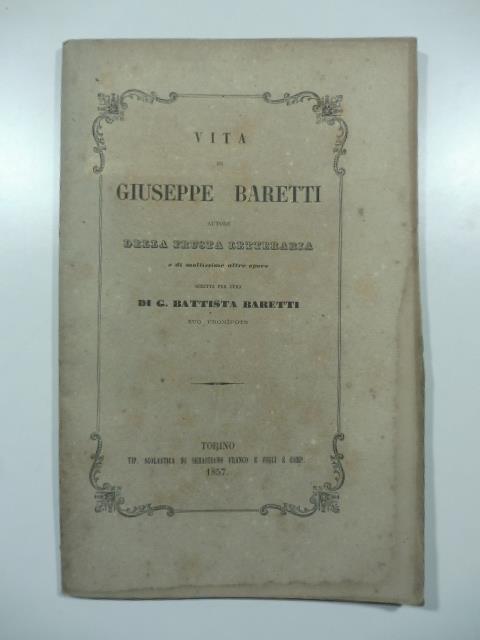 VITA
DI
GIUSEPPE BARETTI
AUTORE
DELLA FRUSTA LETTERARIA
e di moltissime altre opere
SCRITTA PER CURA
DI G. BATTISTA BARETTI
SUO PRONIPOTE
TORINO
TIP. SCOLASTICA DI SEBASTIANO FRANCO E FIGLI E COMP.
1857.